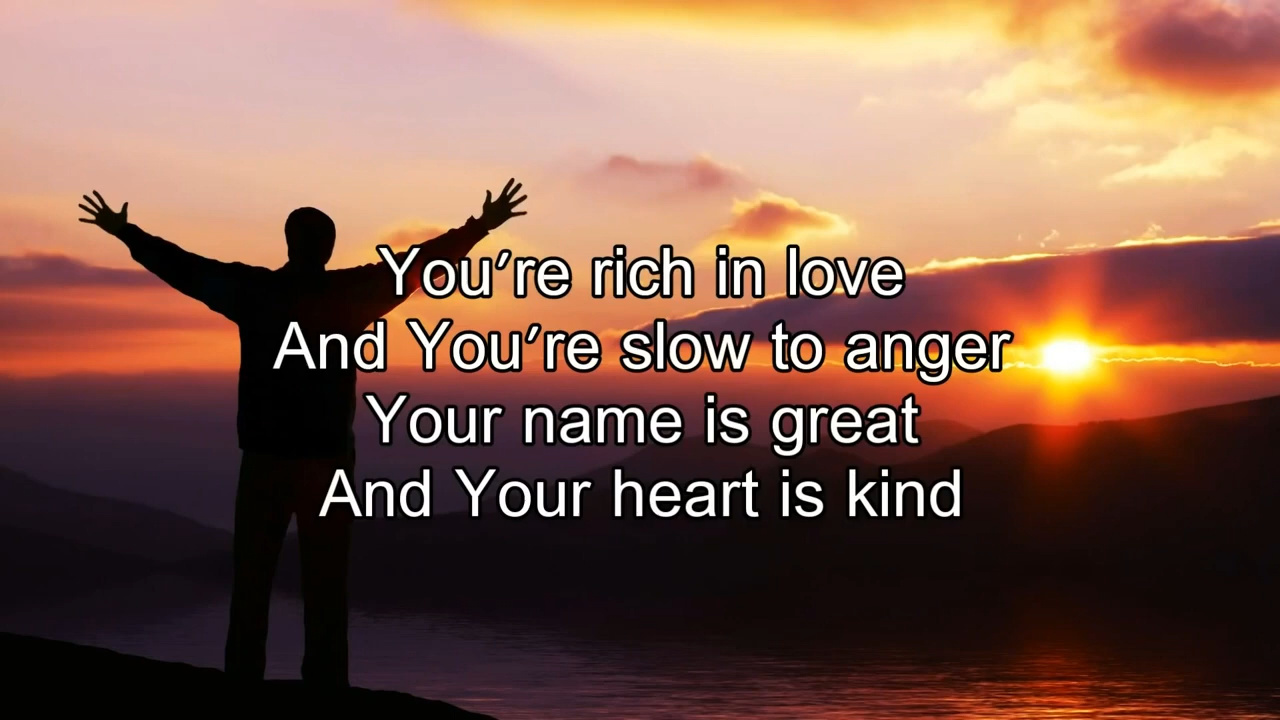 You're rich in love
And You're slow to anger
Your name is great
And Your heart is kind